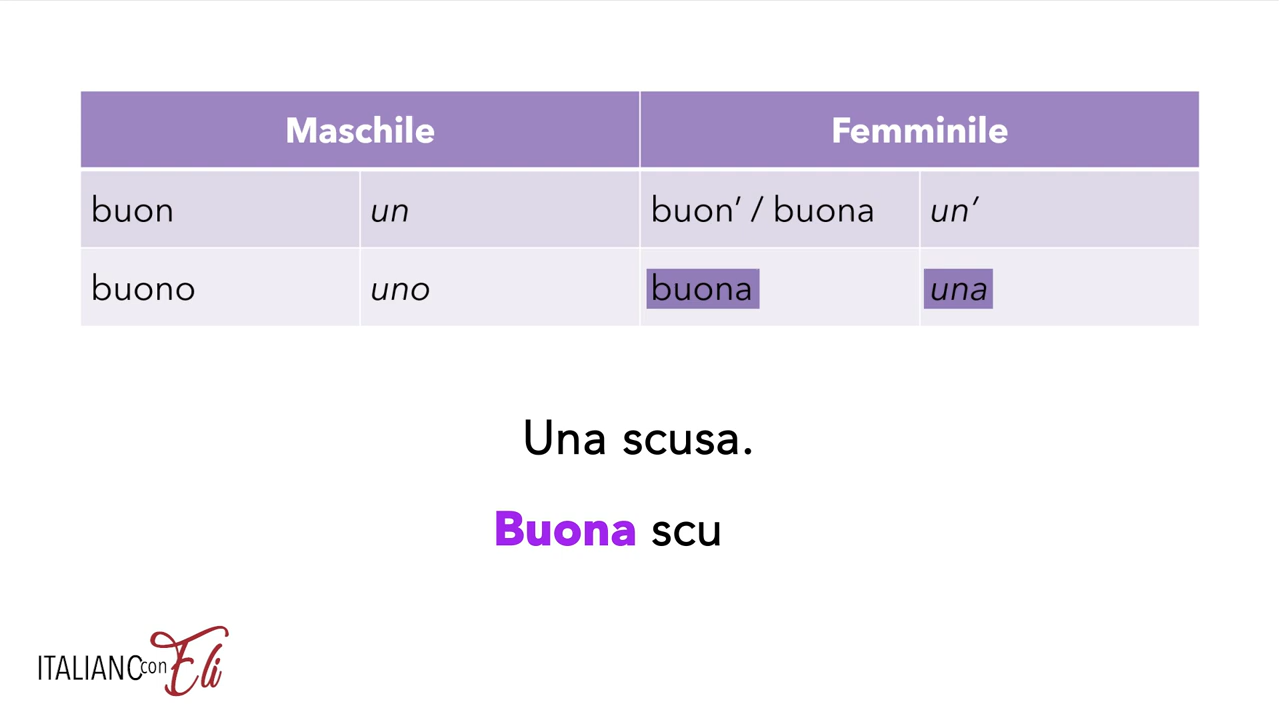 Maschile Femminile
buon un buon’ / buona un’
buono uno buona una
Una scusa.
Buona scu
ITALIANO con Eli